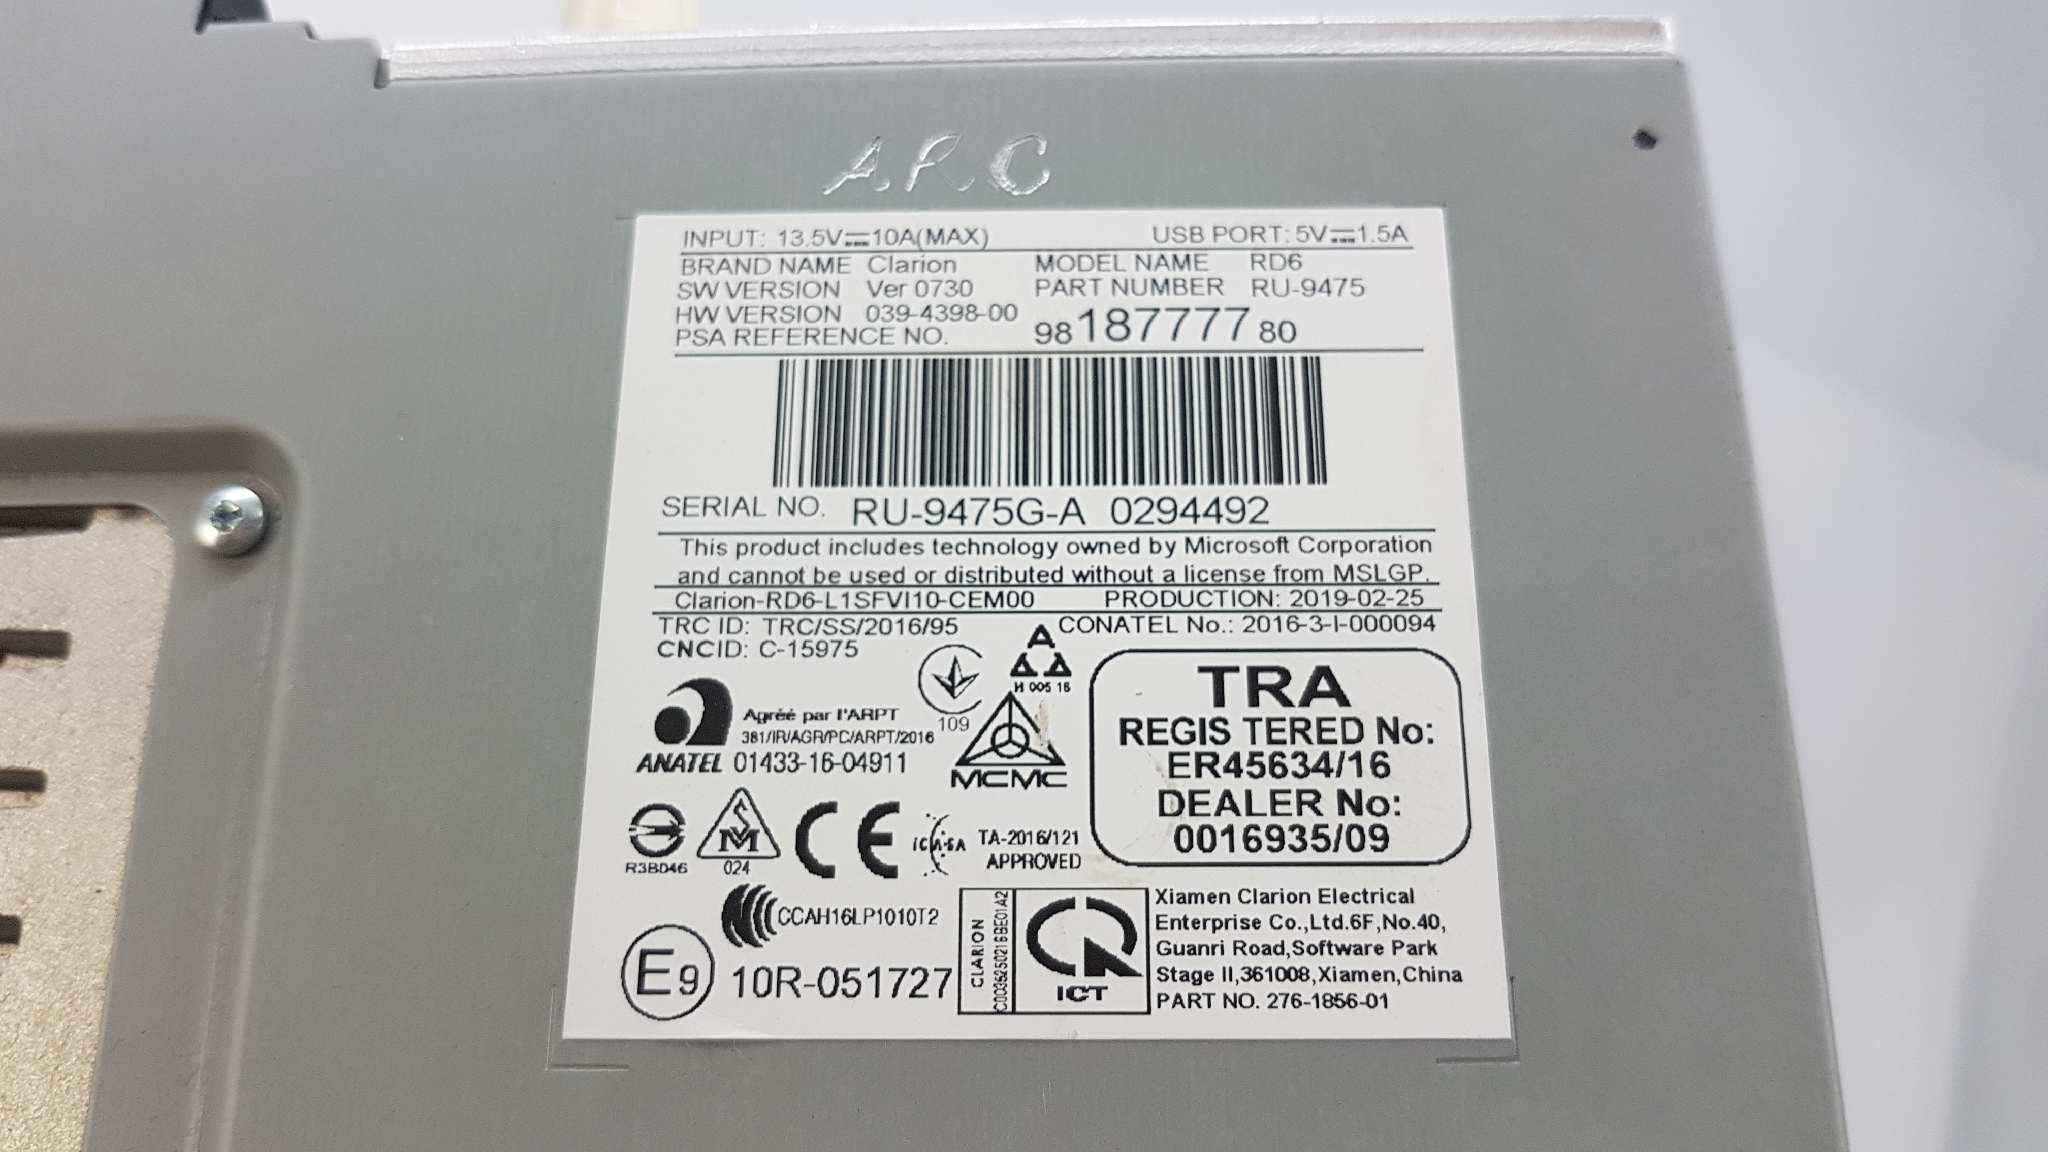 A.R.C
INPUT: 13.5V⎓10A(MAX) USB PORT: 5V⎓1.5A
BRAND NAME Clarion MODEL NAME RD6
SW VERSION Ver 0730 PART NUMBER RU-9475
HW VERSION 039-4398-00
PSA REFERENCE NO. 98187777780
SERIAL NO. RU-9475G-A 0294492
This product includes technology owned by Microsoft Corporation
and cannot be used or distributed without a license from MSLGP.
Clarion-RD6-L1SFVI10-CEM00 PRODUCTION: 2019-02-25
TRC ID: TRC/SS/2016/95 CONATEL No.: 2016-3-I-000094
CNCID: C-15975
И 005 16
109
Agréé par l'ARPT
381/IR/AGR/PC/ARPT/2016
ANATEL 01433-16-04911
MCMC
TRA
REGIS TERED No:
ER45634/16
DEALER No:
0016935/09
R3BD46
024
CE
ICASA
TA-2016/121
APPROVED
CCAH16LP1010T2
E9 10R-051727
CLARION
ICT
Xiamen Clarion Electrical
Enterprise Co.,Ltd.6F,No.40,
Guanri Road,Software Park
Stage II,361008,Xiamen,China
PART NO. 276-1856-01